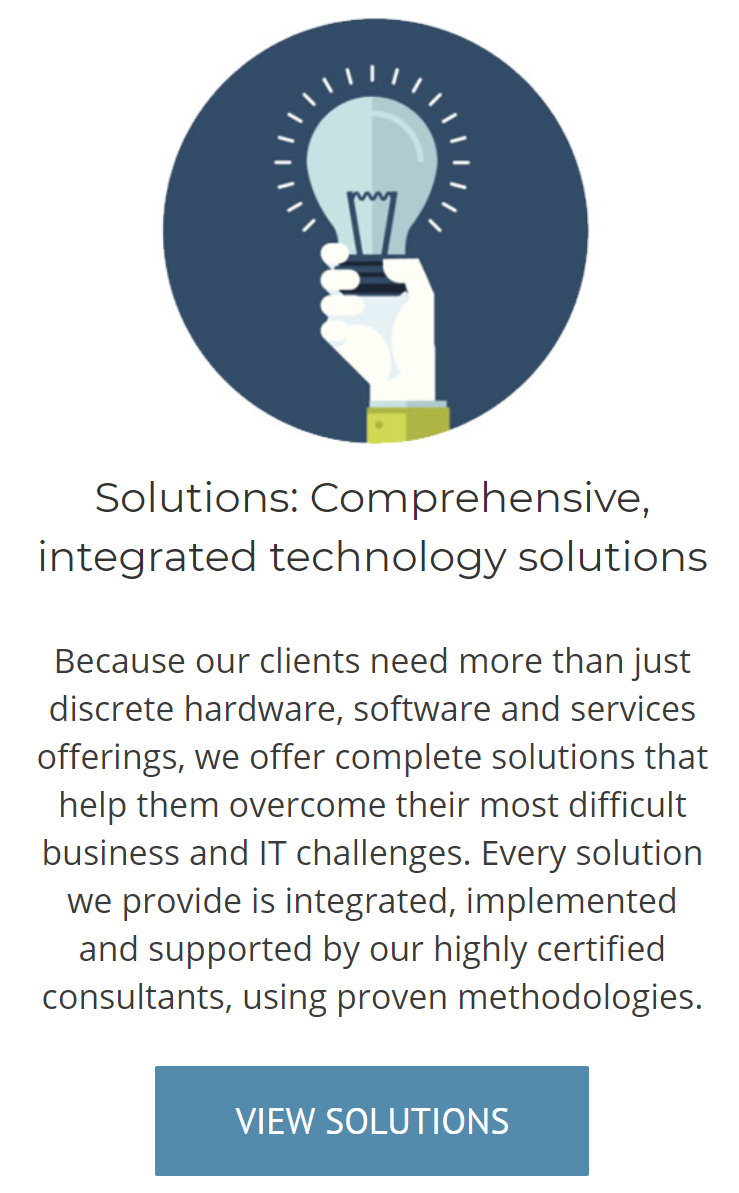 Solutions: Comprehensive,
integrated technology solutions
Because our clients need more than just
discrete hardware, software and services
offerings, we offer complete solutions that
help them overcome their most difficult
business and IT challenges. Every solution
we provide is integrated, implemented
and supported by our highly certified
consultants, using proven methodologies.
VIEW SOLUTIONS